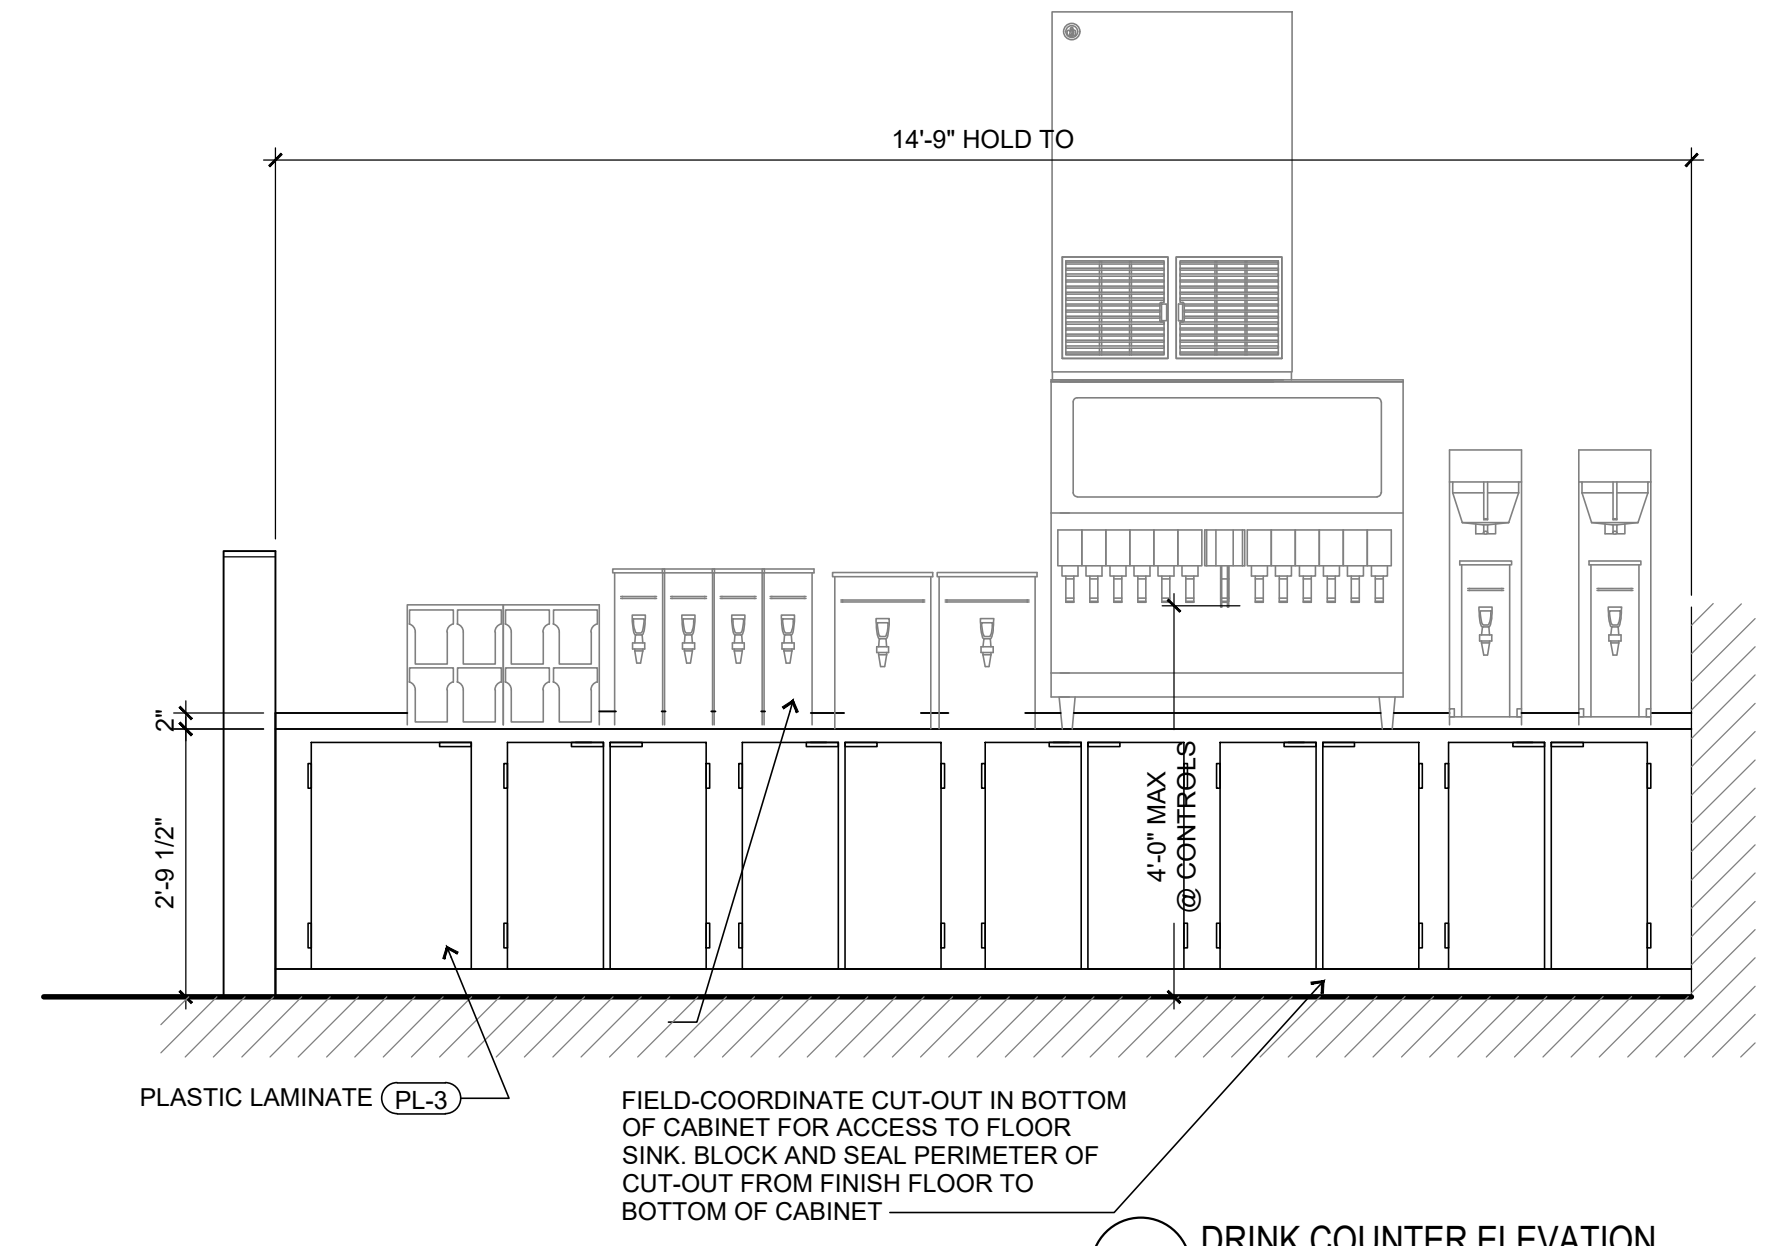 14'-9" HOLD TO
2"
2'-9 1/2"
4'-0" MAX
@ CONTROLS
PLASTIC LAMINATE PL-3
FIELD-COORDINATE CUT-OUT IN BOTTOM
OF CABINET FOR ACCESS TO FLOOR
SINK. BLOCK AND SEAL PERIMETER OF
CUT-OUT FROM FINISH FLOOR TO
BOTTOM OF CABINET
DRINK COUNTER ELEVATION